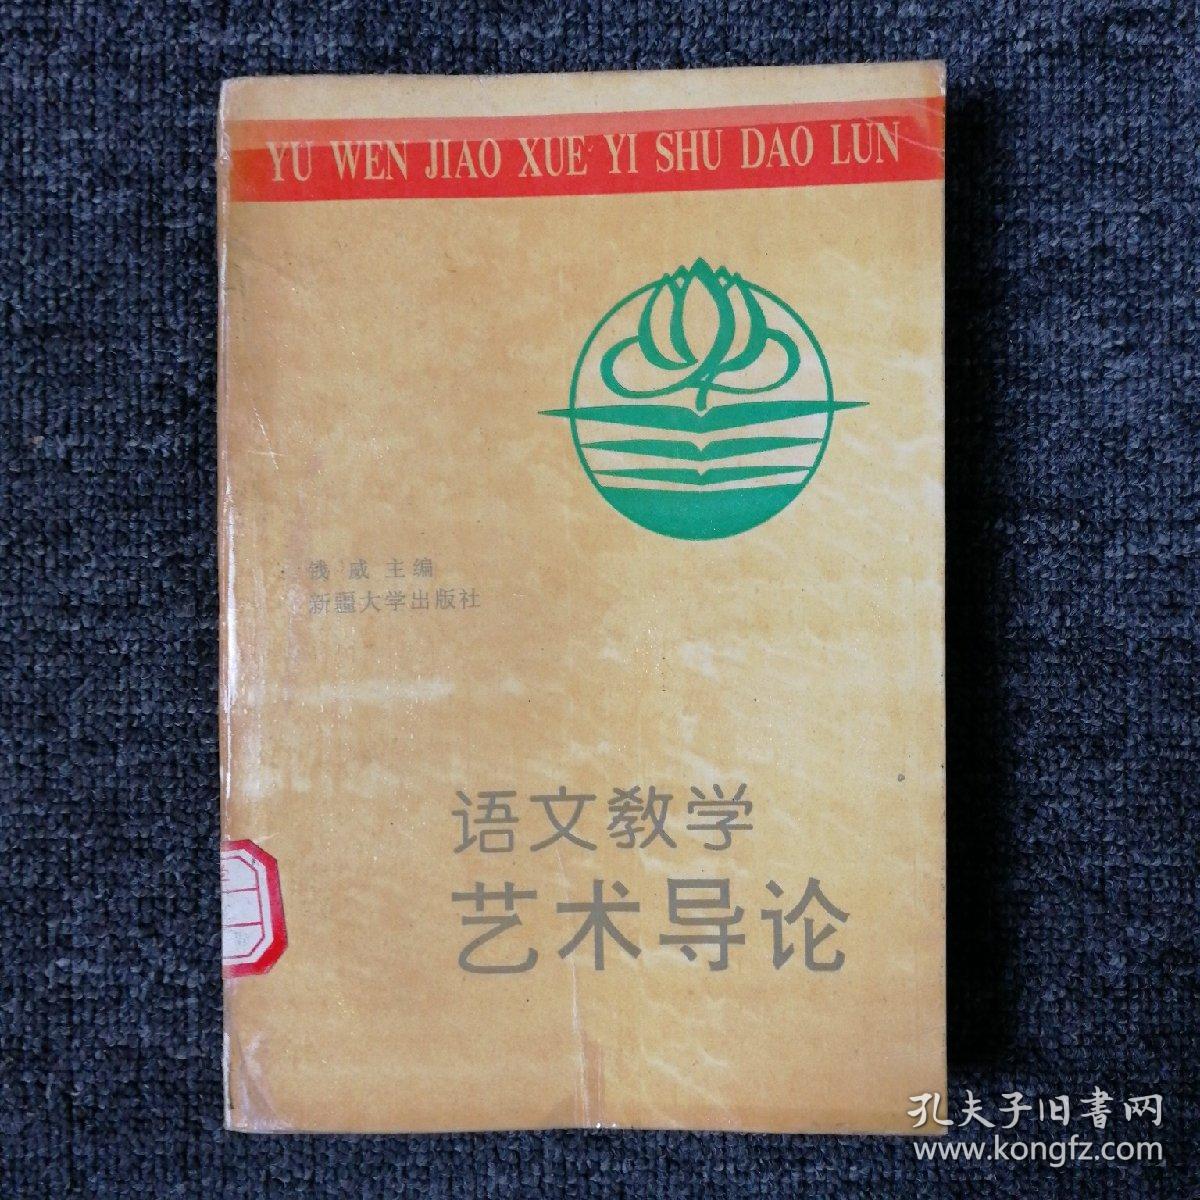 YU WEN JIAO XUE YI SHU DAO LUN
钱威 主编
新疆大学出版社
语文教学
艺术导论
孔夫子旧書网
www.kongfz.com